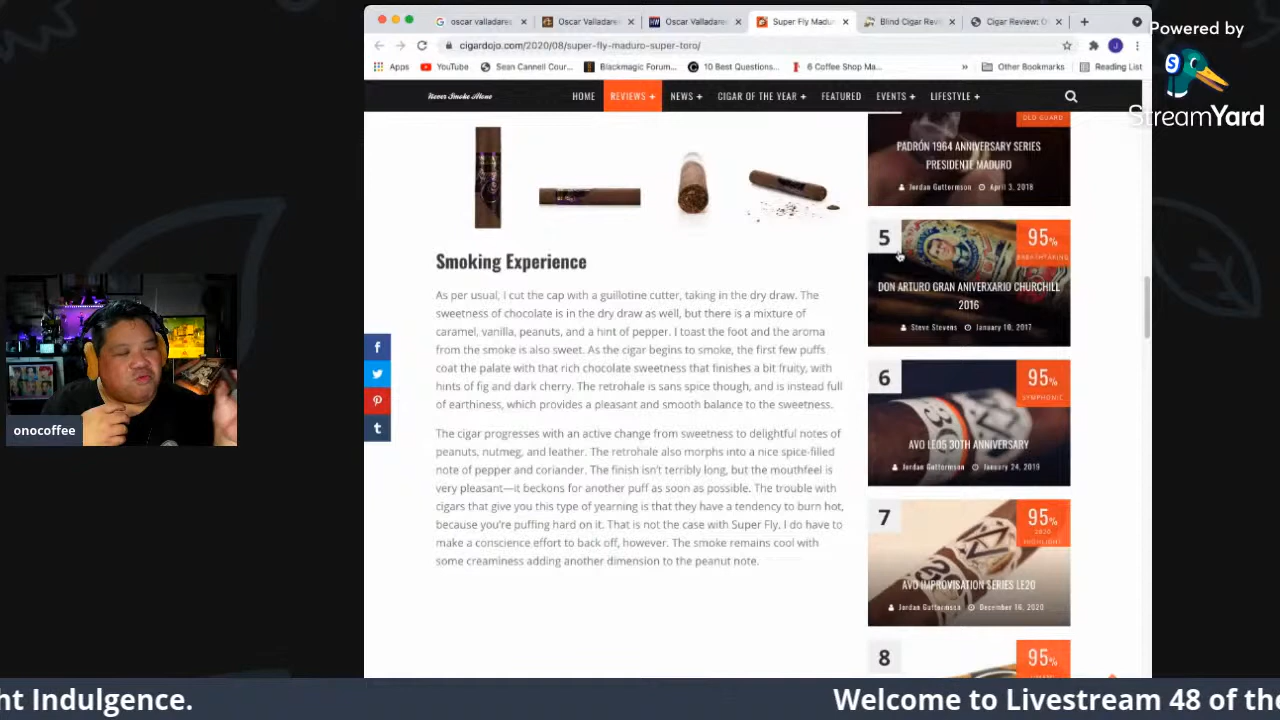 oscar valladares
Oscar Valladare
Oscar Valladare
Super Fly Madu
Blind Cigar Revi
Cigar Review: O
cigardojo.com/2020/08/super-fly-maduro-super-toro/
Apps
YouTube
Sean Cannell Cour...
Blackmagic Forum...
10 Best Questions...
6 Coffee Shop Ma...
»
Other Bookmarks
Reading List
Powered by
StreamYard
Never Smoke Alone
HOME
REVIEWS +
NEWS +
CIGAR OF THE YEAR +
FEATURED
EVENTS +
LIFESTYLE +
OLD GUARD
PADRÓN 1964 ANNIVERSARY SERIES
PRESIDENTE MADURO
Jordan Guttormson April 3, 2018
Smoking Experience
As per usual, I cut the cap with a guillotine cutter, taking in the dry draw. The
sweetness of chocolate is in the dry draw as well, but there is a mixture of
caramel, vanilla, peanuts, and a hint of pepper. I toast the foot and the aroma
from the smoke is also sweet. As the cigar begins to smoke, the first few puffs
coat the palate with that rich chocolate sweetness that finishes a bit fruity, with
hints of fig and dark cherry. The retrohale is sans spice though, and is instead full
of earthiness, which provides a pleasant and smooth balance to the sweetness.
The cigar progresses with an active change from sweetness to delightful notes of
peanuts, nutmeg, and leather. The retrohale also morphs into a nice spice-filled
note of pepper and coriander. The finish isn't terribly long, but the mouthfeel is
very pleasant—it beckons for another puff as soon as possible. The trouble with
cigars that give you this type of yearning is that they have a tendency to burn hot,
because you're puffing hard on it. That is not the case with Super Fly. I do have to
make a conscience effort to back off, however. The smoke remains cool with
some creaminess adding another dimension to the peanut note.
5
95%
BREATHTAKING
DON ARTURO GRAN ANIVERXARIO CHURCHILL
2016
Steve Stevens January 10, 2017
6
95%
SYMPHONIC
AVO LE05 30TH ANNIVERSARY
Jordan Guttormson January 24, 2019
7
95%
2020
HIGHLIGHT
AVO IMPROVISATION SERIES LE20
Jordan Guttormson December 16, 2020
8
95%
onocoffee
ht Indulgence.
Welcome to Livestream 48 of the